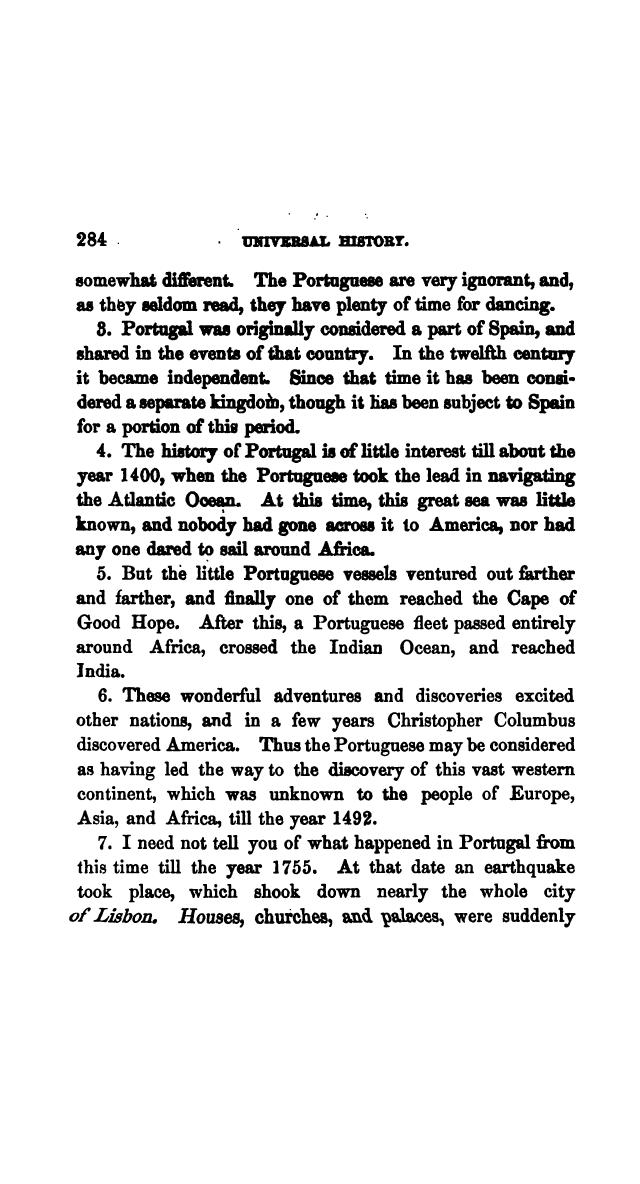 284 UNIVERSAL HISTORY.
somewhat different. The Portuguese are very ignorant, and,
as they seldom read, they have plenty of time for dancing.
3. Portugal was originally considered a part of Spain, and
shared in the events of that country. In the twelfth century
it became independent. Since that time it has been consi-
dered a separate kingdom, though it has been subject to Spain
for a portion of this period.
4. The history of Portugal is of little interest till about the
year 1400, when the Portuguese took the lead in navigating
the Atlantic Ocean. At this time, this great sea was little
known, and nobody had gone across it to America, nor had
any one dared to sail around Africa.
5. But the little Portuguese vessels ventured out farther
and farther, and finally one of them reached the Cape of
Good Hope. After this, a Portuguese fleet passed entirely
around Africa, crossed the Indian Ocean, and reached
India.
6. These wonderful adventures and discoveries excited
other nations, and in a few years Christopher Columbus
discovered America. Thus the Portuguese may be considered
as having led the way to the discovery of this vast western
continent, which was unknown to the people of Europe,
Asia, and Africa, till the year 1492.
7. I need not tell you of what happened in Portugal from
this time till the year 1755. At that date an earthquake
took place, which shook down nearly the whole city
of Lisbon. Houses, churches, and palaces, were suddenly